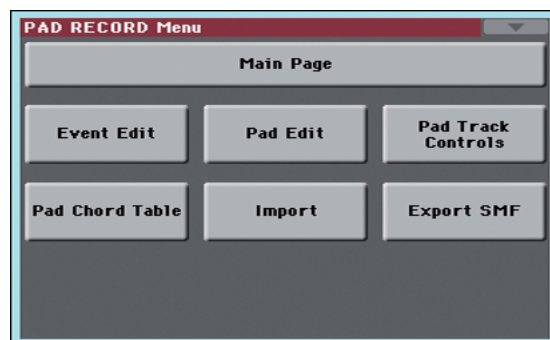 PAD RECORD Menu
Main Page
Event Edit
Pad Edit
Pad Track
Controls
Pad Chord Table
Import
Export SMF